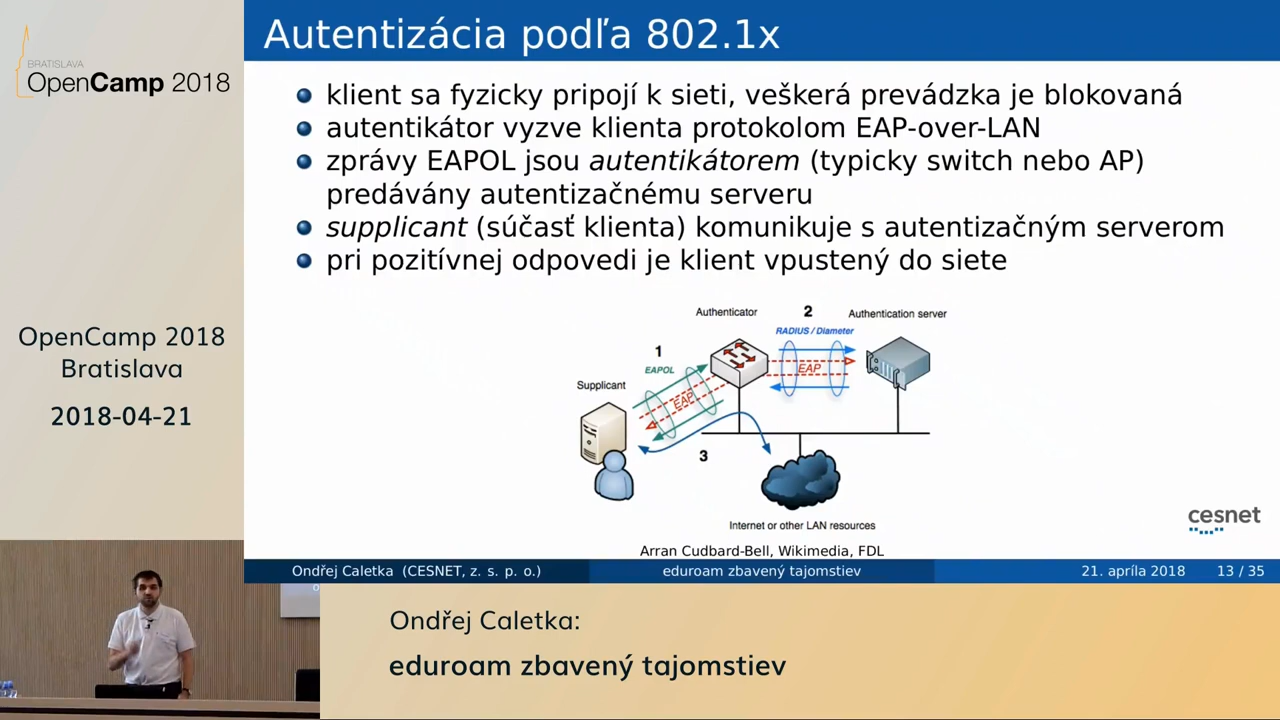 BRATISLAVA
OpenCamp 2018
OpenCamp 2018
Bratislava
2018-04-21
Autentizácia podľa 802.1x
klient sa fyzicky pripojí k sieti, veškerá prevádzka je blokovaná
autentikátor vyzve klienta protokolom EAP-over-LAN
zprávy EAPOL jsou autentikátorem (typicky switch nebo AP)
predávány autentizačnému serveru
supplicant (súčasť klienta) komunikuje s autentizačným serverom
pri pozitívnej odpovedi je klient vpustený do siete
Authenticator
2
Authentication server
RADIUS / Diameter
1
EAPOL
EAP
Supplicant
EAP
3
Internet or other LAN resources
cesnet
Arran Cudbard-Bell, Wikimedia, FDL
Ondřej Caletka (CESNET, z. s. p. o.)
eduroam zbavený tajomstiev
21. apríla 2018 13 / 35
Ondřej Caletka:
eduroam zbavený tajomstiev